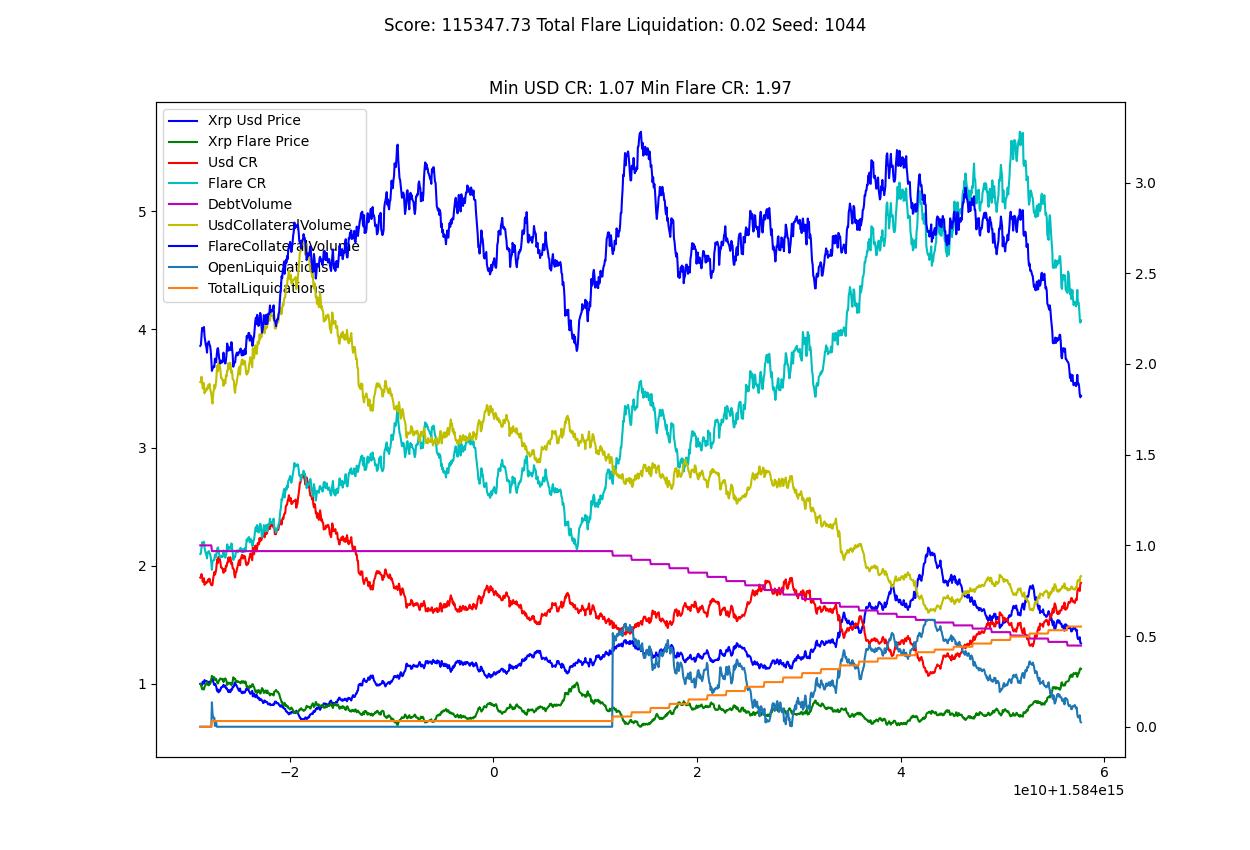 Score: 115347.73 Total Flare Liquidation: 0.02 Seed: 1044
Min USD CR: 1.07 Min Flare CR: 1.97
Xrp Usd Price
Xrp Flare Price
Usd CR
Flare CR
DebtVolume
UsdCollateralVolume
FlareCollateralVolume
OpenLiquidations
TotalLiquidations
5
4
3
2
1
3.0
2.5
2.0
1.5
1.0
0.5
0.0
−2
0
2
4
6
1e10+1.584e15